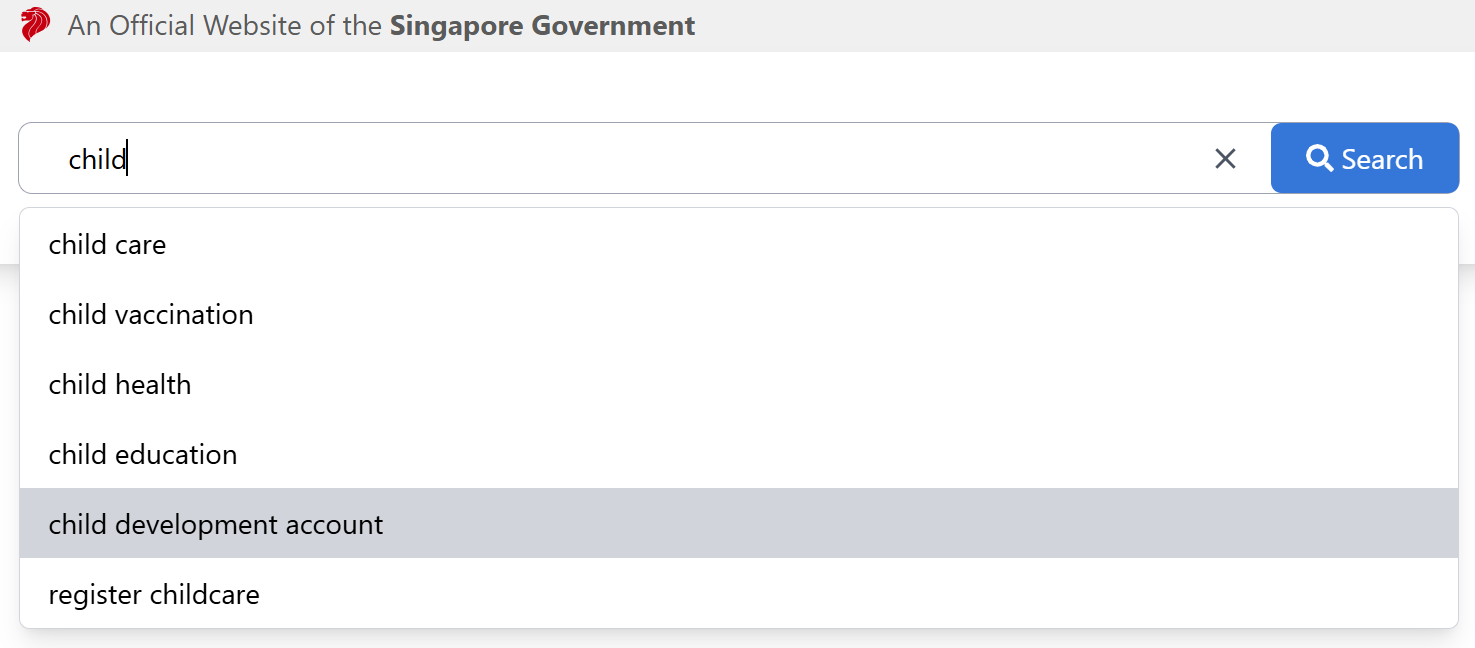 An Official Website of the Singapore Government
child
Search
child care
child vaccination
child health
child education
child development account
register childcare